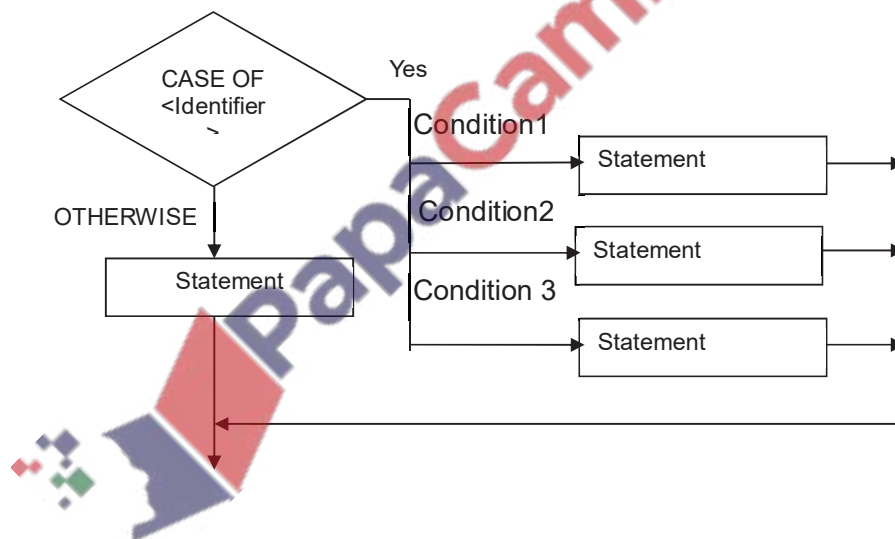 CASE OF
<Identifier
>
Yes
Condition1
Statement
OTHERWISE
Condition2
Statement
Statement
Condition 3
Statement
PapaCam